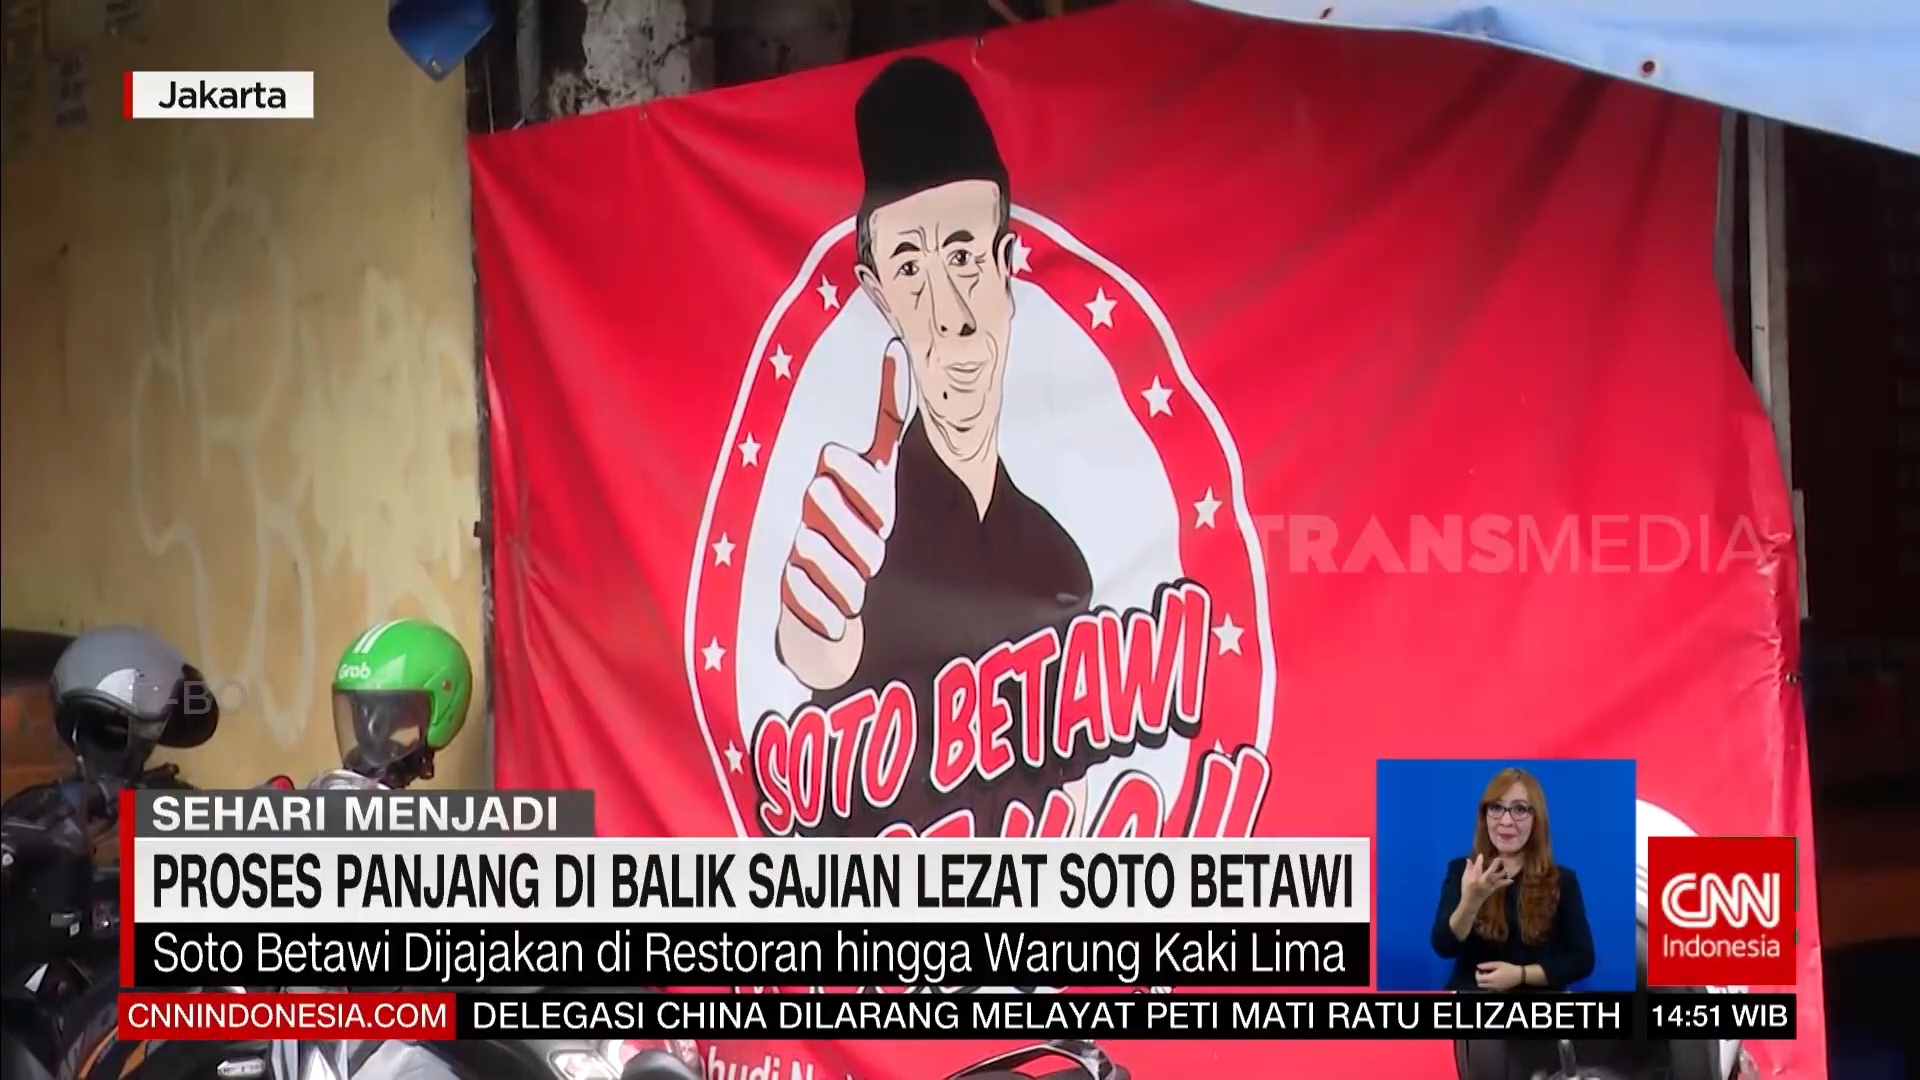 Jakarta
TRANSMEDIA
Grab
SOTO BETAWI
SEHARI MENJADI
PROSES PANJANG DI BALIK SAJIAN LEZAT SOTO BETAWI
Soto Betawi Dijajakan di Restoran hingga Warung Kaki Lima
CNN
Indonesia
CNNINDONESIA.COM
DELEGASI CHINA DILARANG MELAYAT PETI MATI RATU ELIZABETH
14:51 WIB